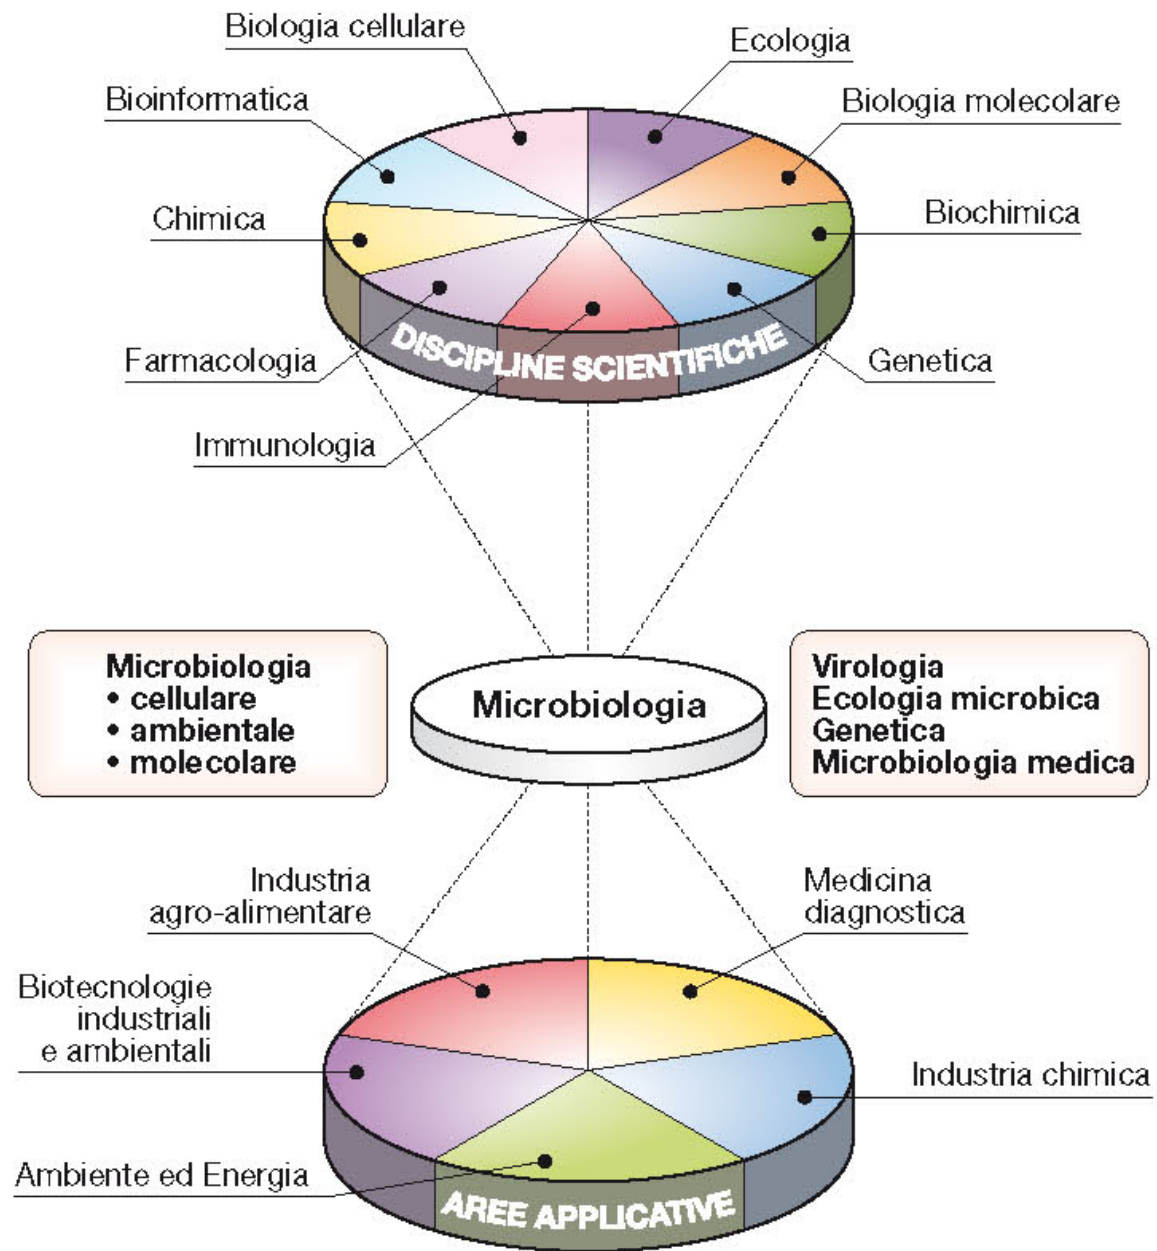 Biologia cellulare
Ecologia
Bioinformatica
Biologia molecolare
Chimica
Biochimica
Farmacologia
DISCIPLINE SCIENTIFICHE
Genetica
Immunologia
Microbiologia
• cellulare
• ambientale
• molecolare
Microbiologia
Virologia
Ecologia microbica
Genetica
Microbiologia medica
Industria
agro-alimentare
Medicina
diagnostica
Biotecnologie
industriali
e ambientali
Industria chimica
Ambiente ed Energia
AREE APPLICATIVE